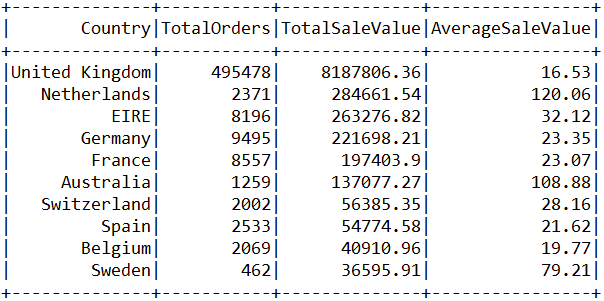 +--------------+-----------+--------------+----------------+
|       Country|TotalOrders|TotalSaleValue|AverageSaleValue|
+--------------+-----------+--------------+----------------+
|United Kingdom|     495478|    8187806.36|           16.53|
|   Netherlands|       2371|     284661.54|          120.06|
|          EIRE|       8196|     263276.82|           32.12|
|       Germany|       9495|     221698.21|           23.35|
|        France|       8557|      197403.9|           23.07|
|     Australia|       1259|     137077.27|          108.88|
|   Switzerland|       2002|      56385.35|           28.16|
|         Spain|       2533|      54774.58|           21.62|
|       Belgium|       2069|      40910.96|           19.77|
|        Sweden|        462|      36595.91|           79.21|
+--------------+-----------+--------------+----------------+